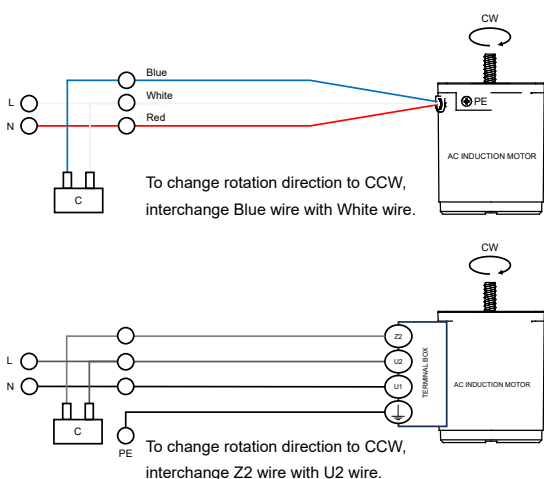 CW
Blue
White
L
Red
N
PE
AC INDUCTION MOTOR
C
To change rotation direction to CCW,
interchange Blue wire with White wire.
CW
Z2
L
U2
N
U1
TERMINAL BOX
AC INDUCTION MOTOR
C
PE
To change rotation direction to CCW,
interchange Z2 wire with U2 wire.